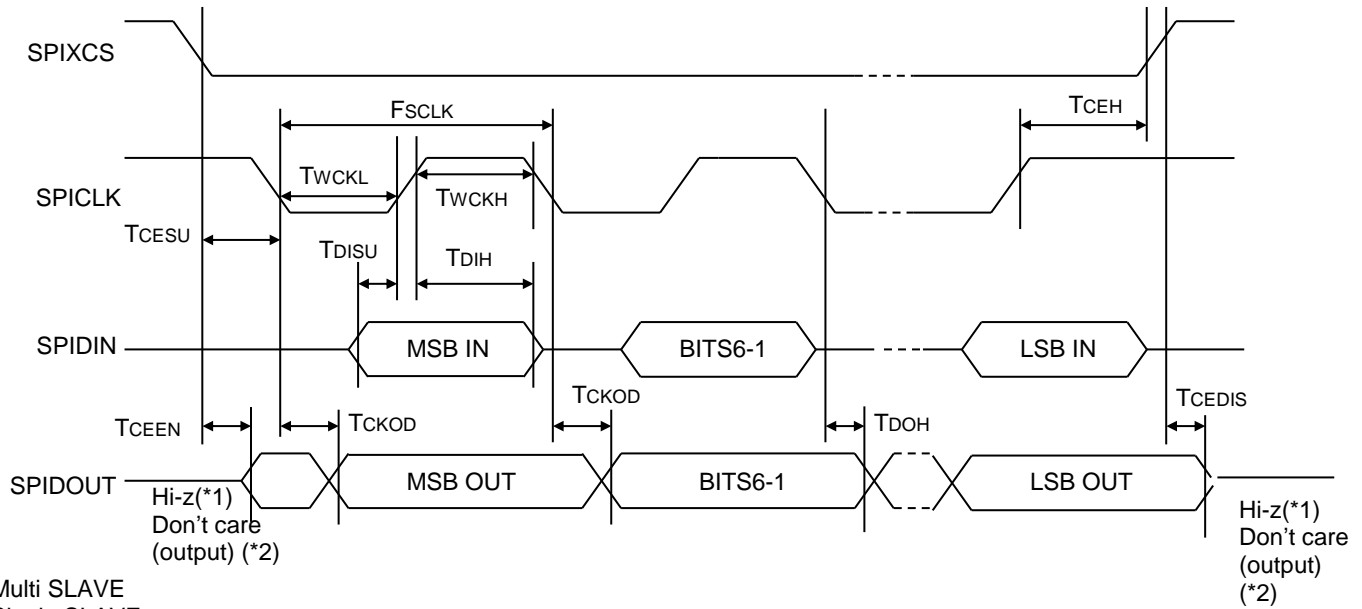 SPIXCS
FSCLK
TCEH
SPICLK
TWCKL
TWCKH
TCESU
TDISU
TDIH
SPIDIN
MSB IN
BITS6-1
LSB IN
TCEEN
TCKOD
TCKOD
TDOH
TCEDIS
SPIDOUT
MSB OUT
BITS6-1
LSB OUT
Hi-z(*1)
Don't care
(output) (*2)
Hi-z(*1)
Don't care
(output)
(*2)
Multi SLAVE
SLAVE